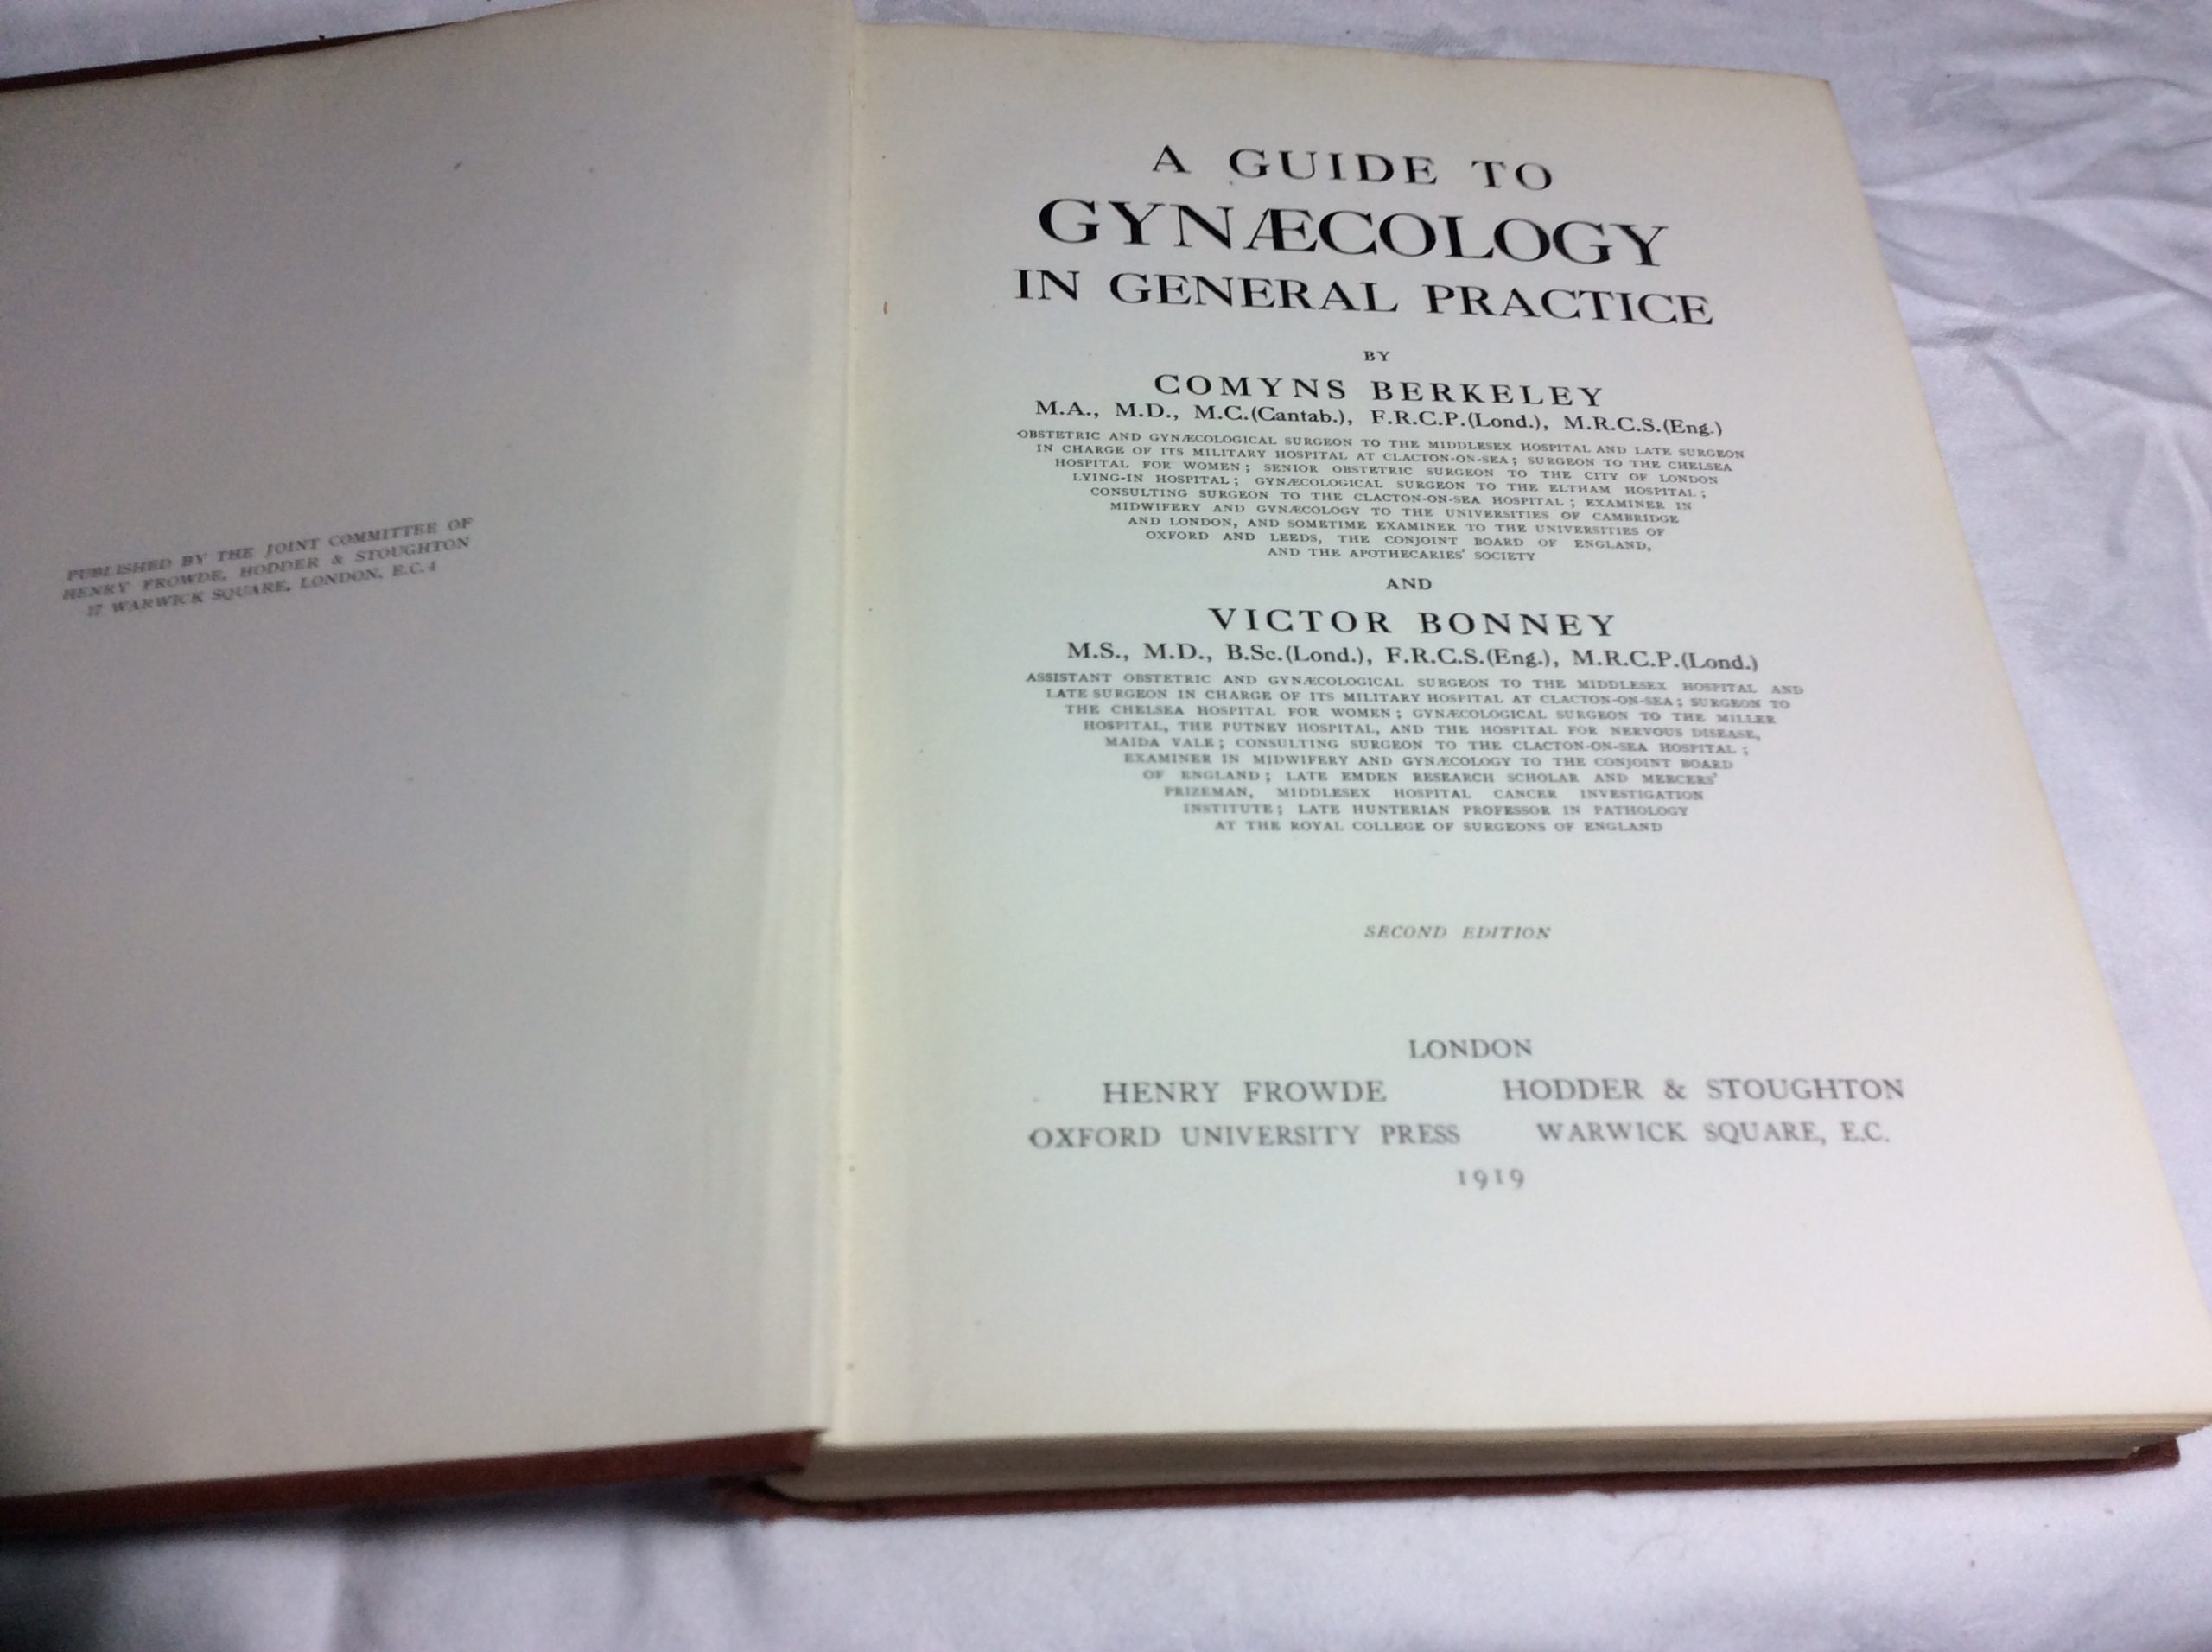 PUBLISHED BY THE JOINT COMMITTEE OF
HENRY FROWDE, HODDER & STOUGHTON
17 WARWICK SQUARE, LONDON, E.C.4
A GUIDE TO
GYNÆCOLOGY
IN GENERAL PRACTICE
BY
COMYNS BERKELEY
M.A., M.D., M.C.(Cantab.), F.R.C.P.(Lond.), M.R.C.S.(Eng.)
OBSTETRIC AND GYNÆCOLOGICAL SURGEON TO THE MIDDLESEX HOSPITAL AND LATE SURGEON
IN CHARGE OF ITS MILITARY HOSPITAL AT CLACTON-ON-SEA; SURGEON TO THE CHELSEA
HOSPITAL FOR WOMEN; SENIOR OBSTETRIC SURGEON TO THE CITY OF LONDON
LYING-IN HOSPITAL; GYNÆCOLOGICAL SURGEON TO THE ELTHAM HOSPITAL;
CONSULTING SURGEON TO THE CLACTON-ON-SEA HOSPITAL; EXAMINER IN
MIDWIFERY AND GYNÆCOLOGY TO THE UNIVERSITIES OF CAMBRIDGE
AND LONDON, AND SOMETIME EXAMINER TO THE UNIVERSITIES OF
OXFORD AND LEEDS, THE CONJOINT BOARD OF ENGLAND,
AND THE APOTHECARIES' SOCIETY
AND
VICTOR BONNEY
M.S., M.D., B.Sc.(Lond.), F.R.C.S.(Eng.), M.R.C.P.(Lond.)
ASSISTANT OBSTETRIC AND GYNÆCOLOGICAL SURGEON TO THE MIDDLESEX HOSPITAL AND
LATE SURGEON IN CHARGE OF ITS MILITARY HOSPITAL AT CLACTON-ON-SEA; SURGEON TO
THE CHELSEA HOSPITAL FOR WOMEN; GYNÆCOLOGICAL SURGEON TO THE MILLER
HOSPITAL, THE PUTNEY HOSPITAL, AND THE HOSPITAL FOR NERVOUS DISEASE,
MAIDA VALE; CONSULTING SURGEON TO THE CLACTON-ON-SEA HOSPITAL;
EXAMINER IN MIDWIFERY AND GYNÆCOLOGY TO THE CONJOINT BOARD
OF ENGLAND; LATE EMDEN RESEARCH SCHOLAR AND MERCERS'
PRIZEMAN, MIDDLESEX HOSPITAL CANCER INVESTIGATION
INSTITUTE; LATE HUNTERIAN PROFESSOR IN PATHOLOGY
AT THE ROYAL COLLEGE OF SURGEONS OF ENGLAND
SECOND EDITION
LONDON
HENRY FROWDE HODDER & STOUGHTON
OXFORD UNIVERSITY PRESS WARWICK SQUARE, E.C.
1919